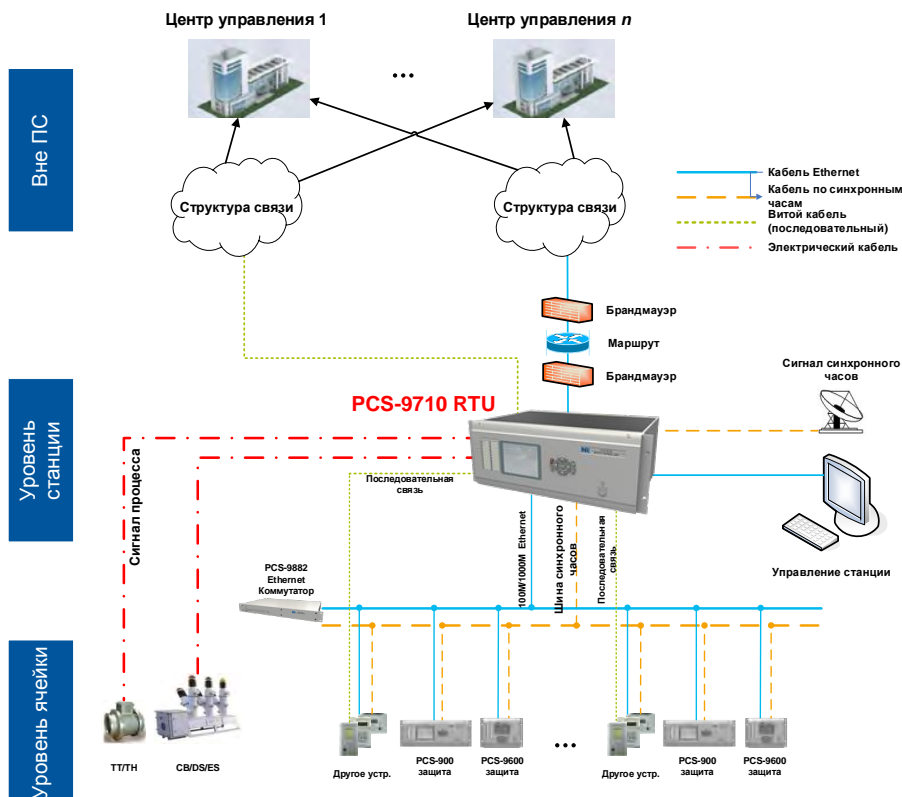 Центр управления 1
Центр управления n
...
Вне ПС
Структура связи
Структура связи
Кабель Ethernet
Кабель по синхронным
часам
Витой кабель
(последовательный)
Электрический кабель
Брандмауэр
Маршрут
Брандмауэр
Сигнал синхронного
часов
PCS-9710 RTU
Уровень
станции
Сигнал процесса
Последовательная
связь
100M/1000M Ethernet
Шина синхронного
часов
Последовательная
связь
Управление станции
PCS-9882
Ethernet
Коммутатор
Уровень ячейки
ТТ/ТН
CB/DS/ES
Другое устр.
PCS-900
защита
PCS-9600
защита
...
Другое устр.
PCS-900
защита
PCS-9600
защита